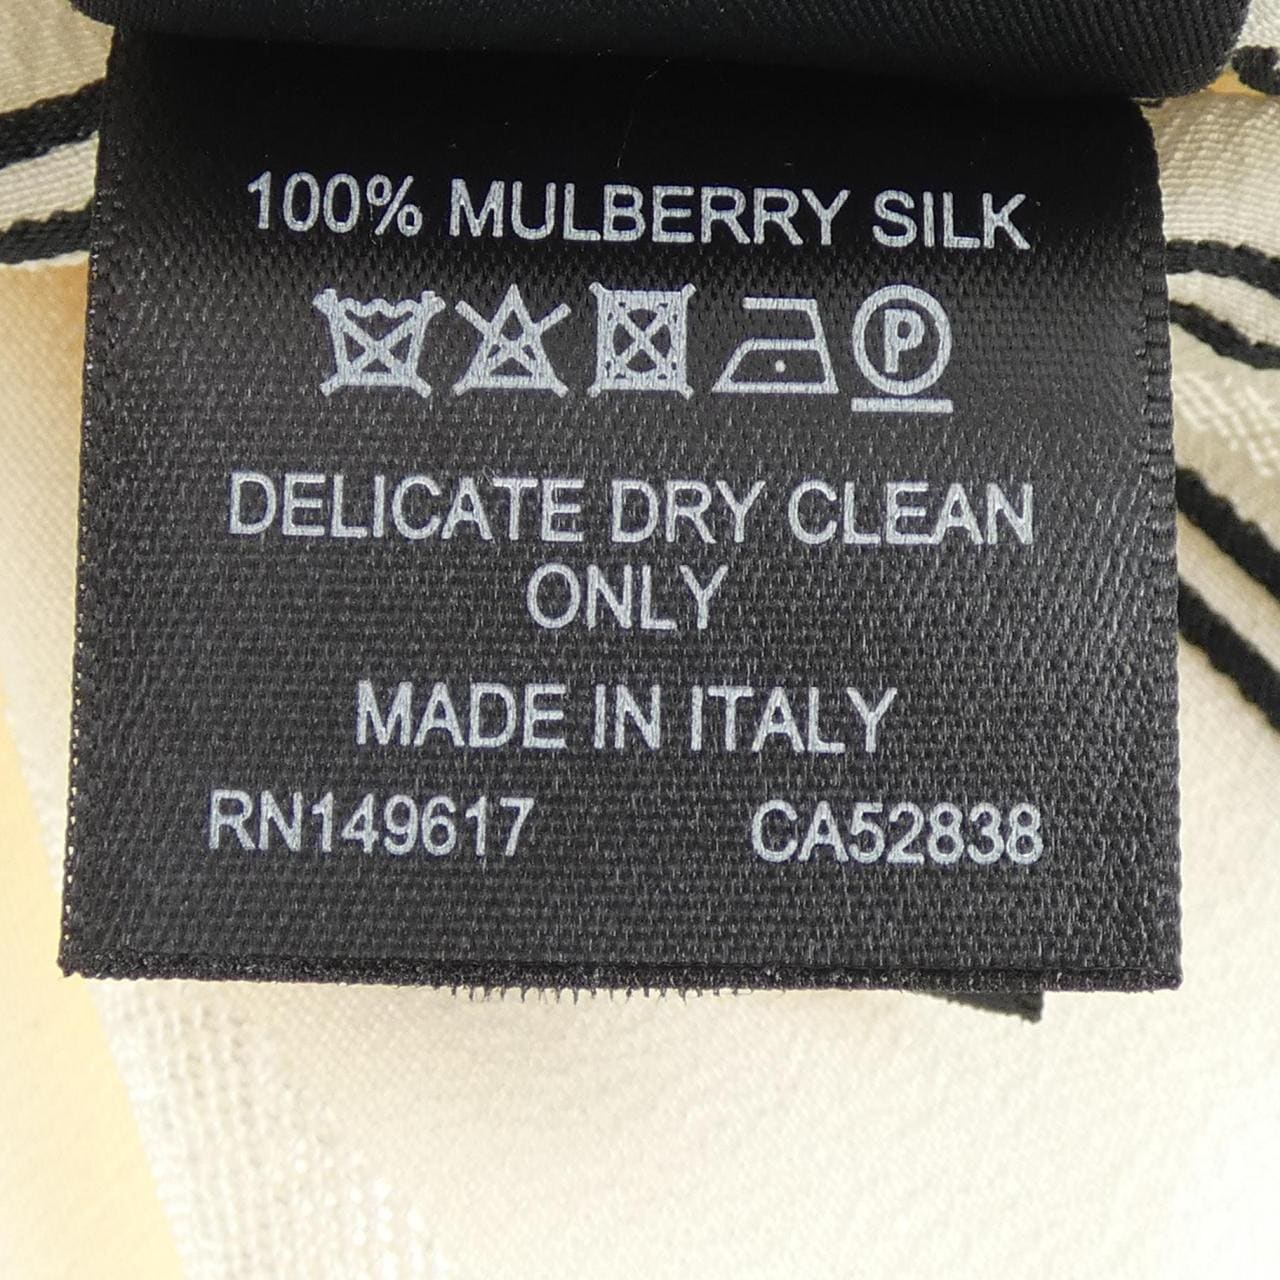 100% MULBERRY SILK
P
DELICATE DRY CLEAN
ONLY
MADE IN ITALY
RN149617 CA52838